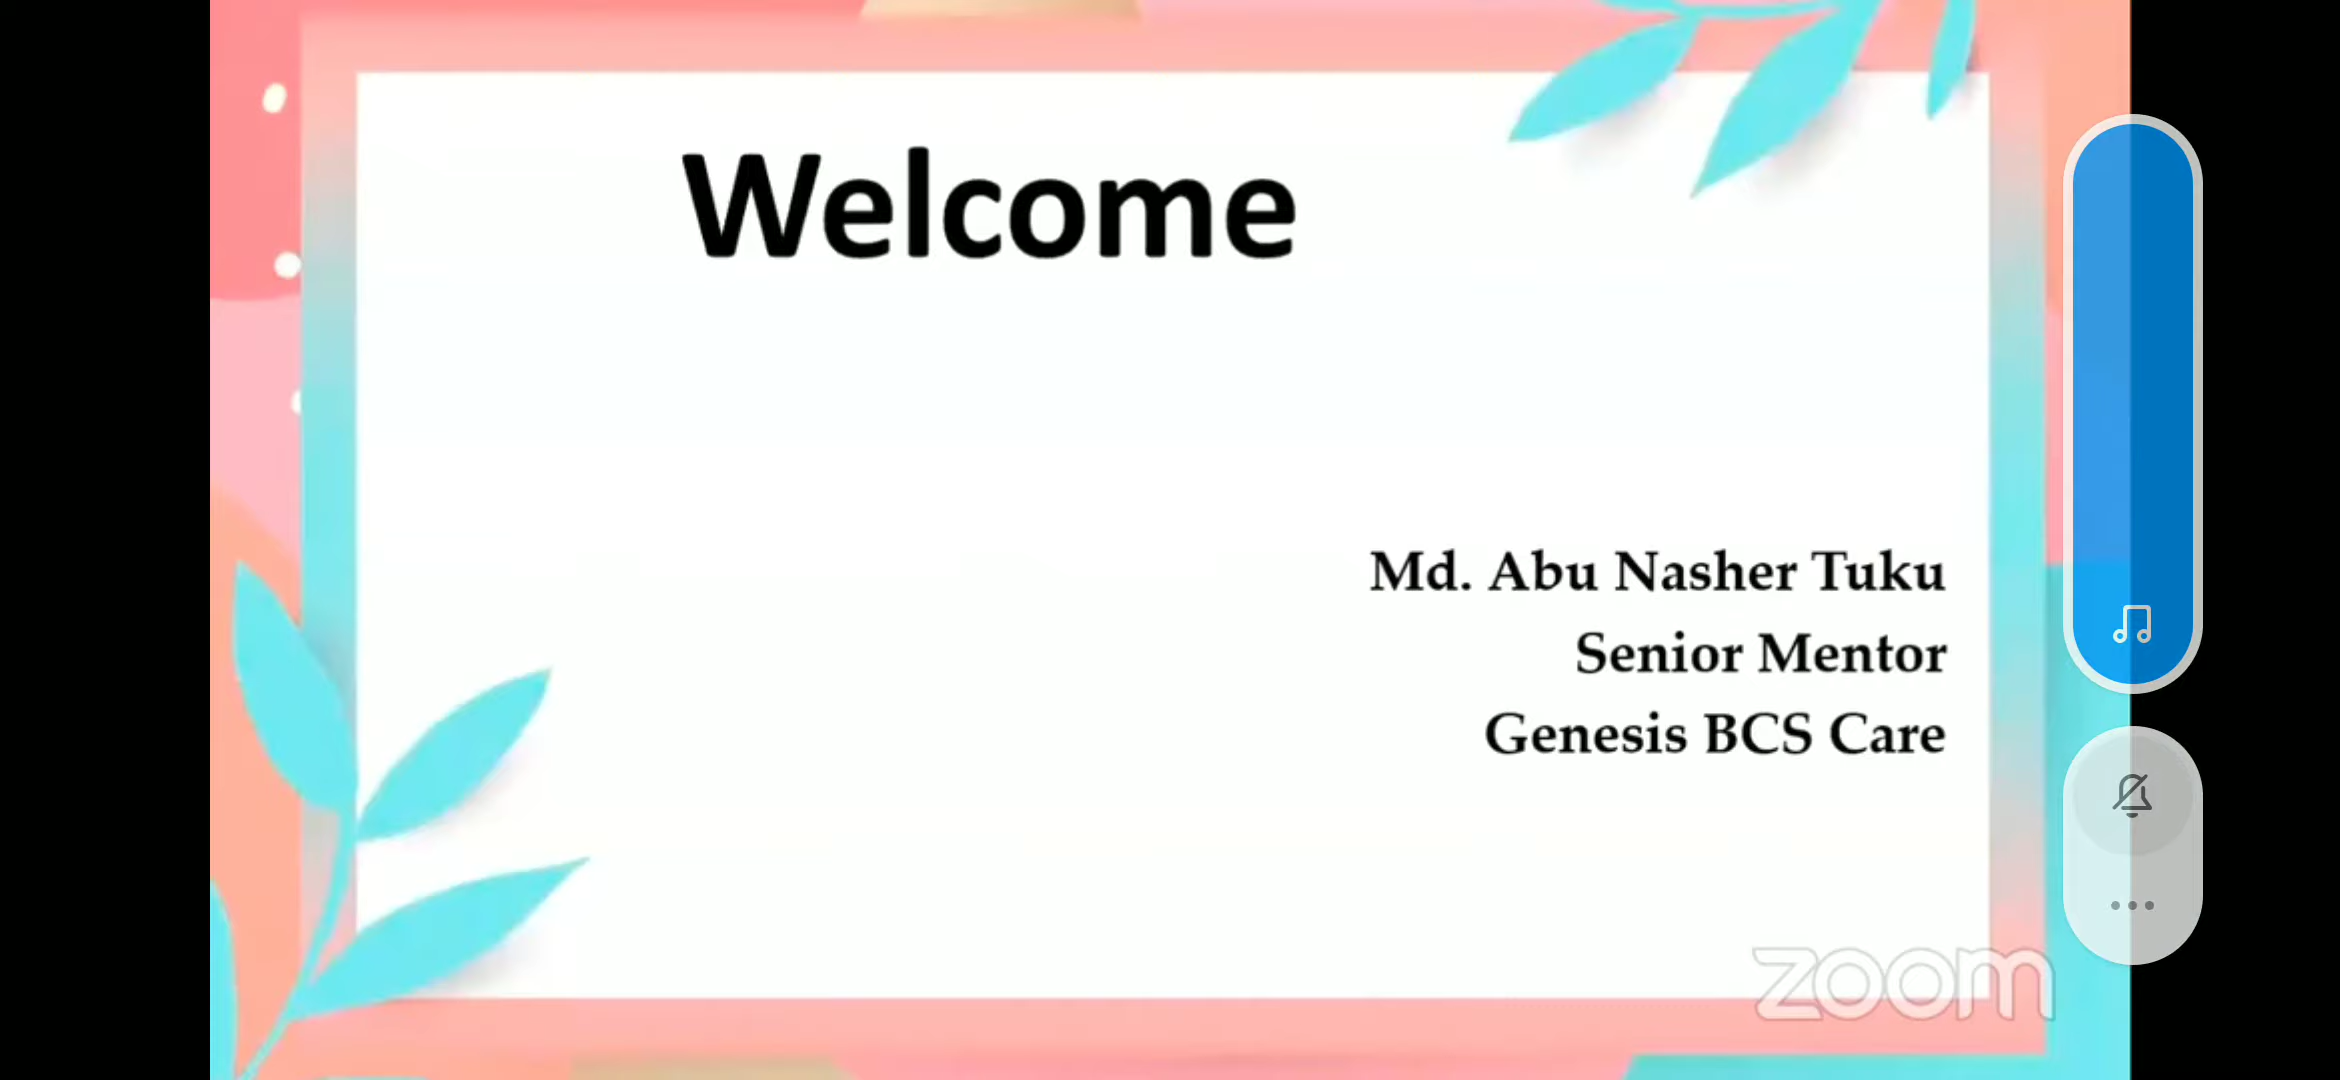 Welcome
Md. Abu Nasher Tuku
Senior Mentor
Genesis BCS Care
zoom